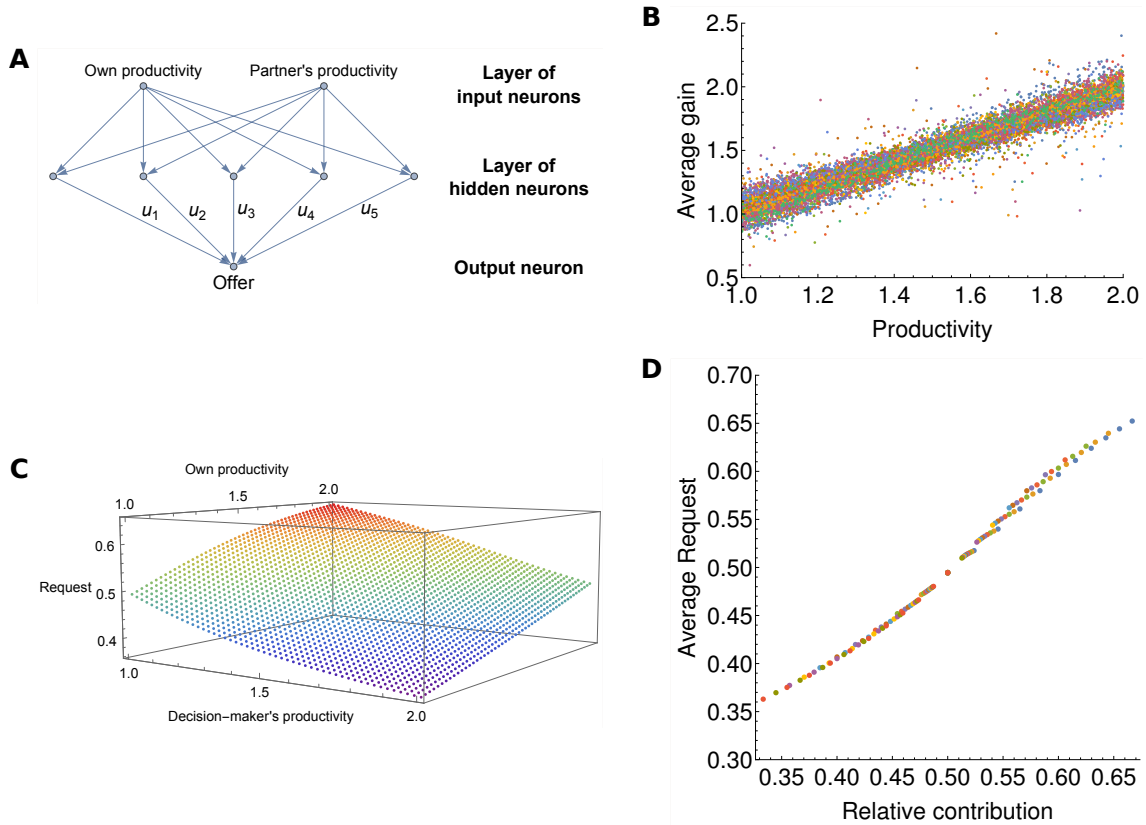 A
Own productivity
Partner's productivity
Layer of
input neurons
Layer of
hidden neurons
u1
u2
u3
u4
u5
Output neuron
Offer
B
Average gain
2.0
1.5
1.0
0.5
1.0
1.2
1.4
1.6
1.8
2.0
Productivity
C
Own productivity
1.0
1.5
2.0
0.6
Request
0.5
0.4
1.0
1.5
2.0
Decision−maker's productivity
D
Average Request
0.70
0.65
0.60
0.55
0.50
0.45
0.40
0.35
0.30
0.35
0.40
0.45
0.50
0.55
0.60
0.65
Relative contribution